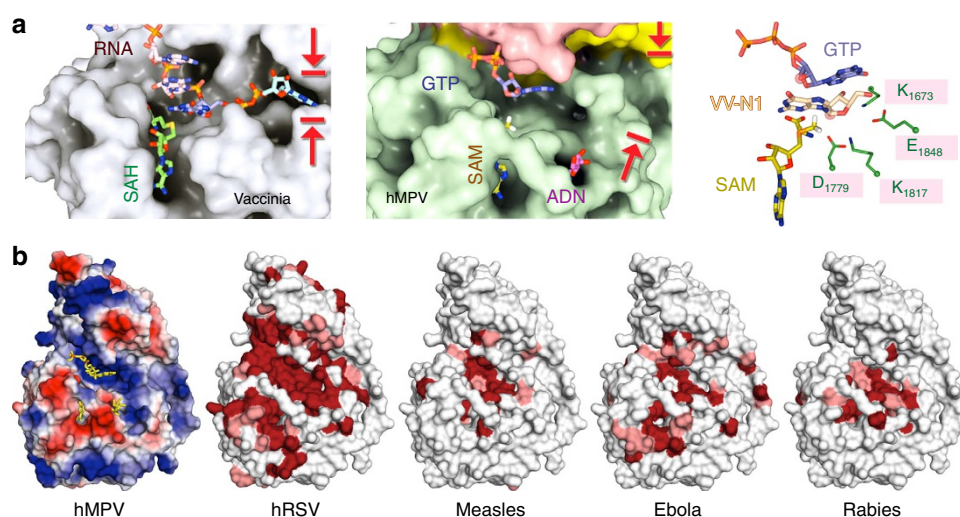 a
RNA
SAH
Vaccinia
GTP
SAM
ADN
hMPV
GTP
VV-N1
K1673
E1848
SAM
D1779
K1817
b
hMPV
hRSV
Measles
Ebola
Rabies